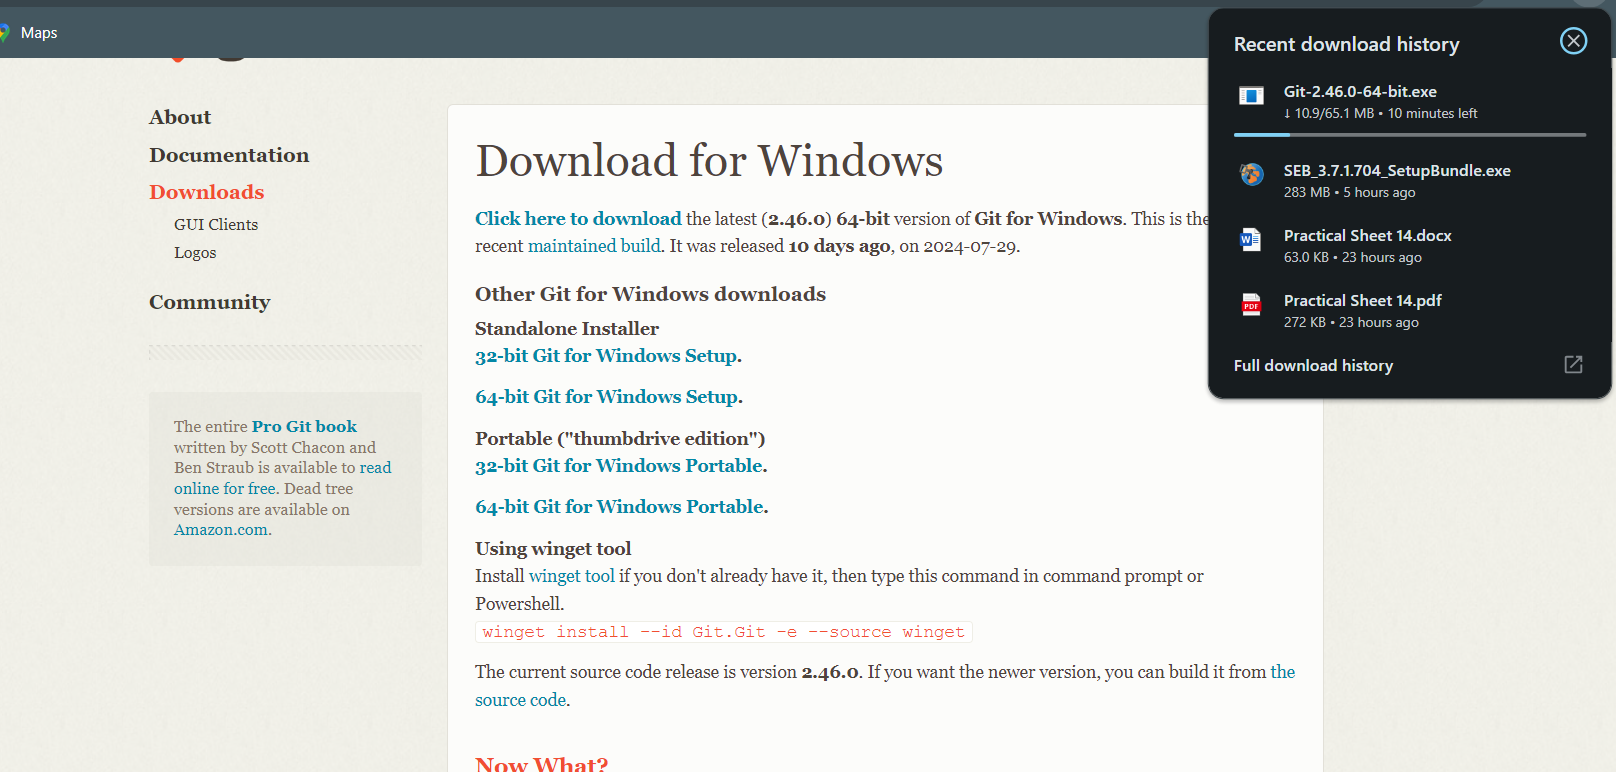 Maps
About
Documentation
Downloads
GUI Clients
Logos
Community
The entire Pro Git book
written by Scott Chacon and
Ben Straub is available to read
online for free. Dead tree
versions are available on
Amazon.com.
Download for Windows
Click here to download the latest (2.46.0) 64-bit version of Git for Windows. This is the
recent maintained build. It was released 10 days ago, on 2024-07-29.
Other Git for Windows downloads
Standalone Installer
32-bit Git for Windows Setup.
64-bit Git for Windows Setup.
Portable ("thumbdrive edition")
32-bit Git for Windows Portable.
64-bit Git for Windows Portable.
Using winget tool
Install winget tool if you don't already have it, then type this command in command prompt or
Powershell.
winget install --id Git.Git -e --source winget
The current source code release is version 2.46.0. If you want the newer version, you can build it from the
source code.
Now What?
Recent download history
Git-2.46.0-64-bit.exe
↓ 10.9/65.1 MB • 10 minutes left
SEB_3.7.1.704_SetupBundle.exe
283 MB • 5 hours ago
Practical Sheet 14.docx
63.0 KB • 23 hours ago
PDF
Practical Sheet 14.pdf
272 KB • 23 hours ago
Full download history